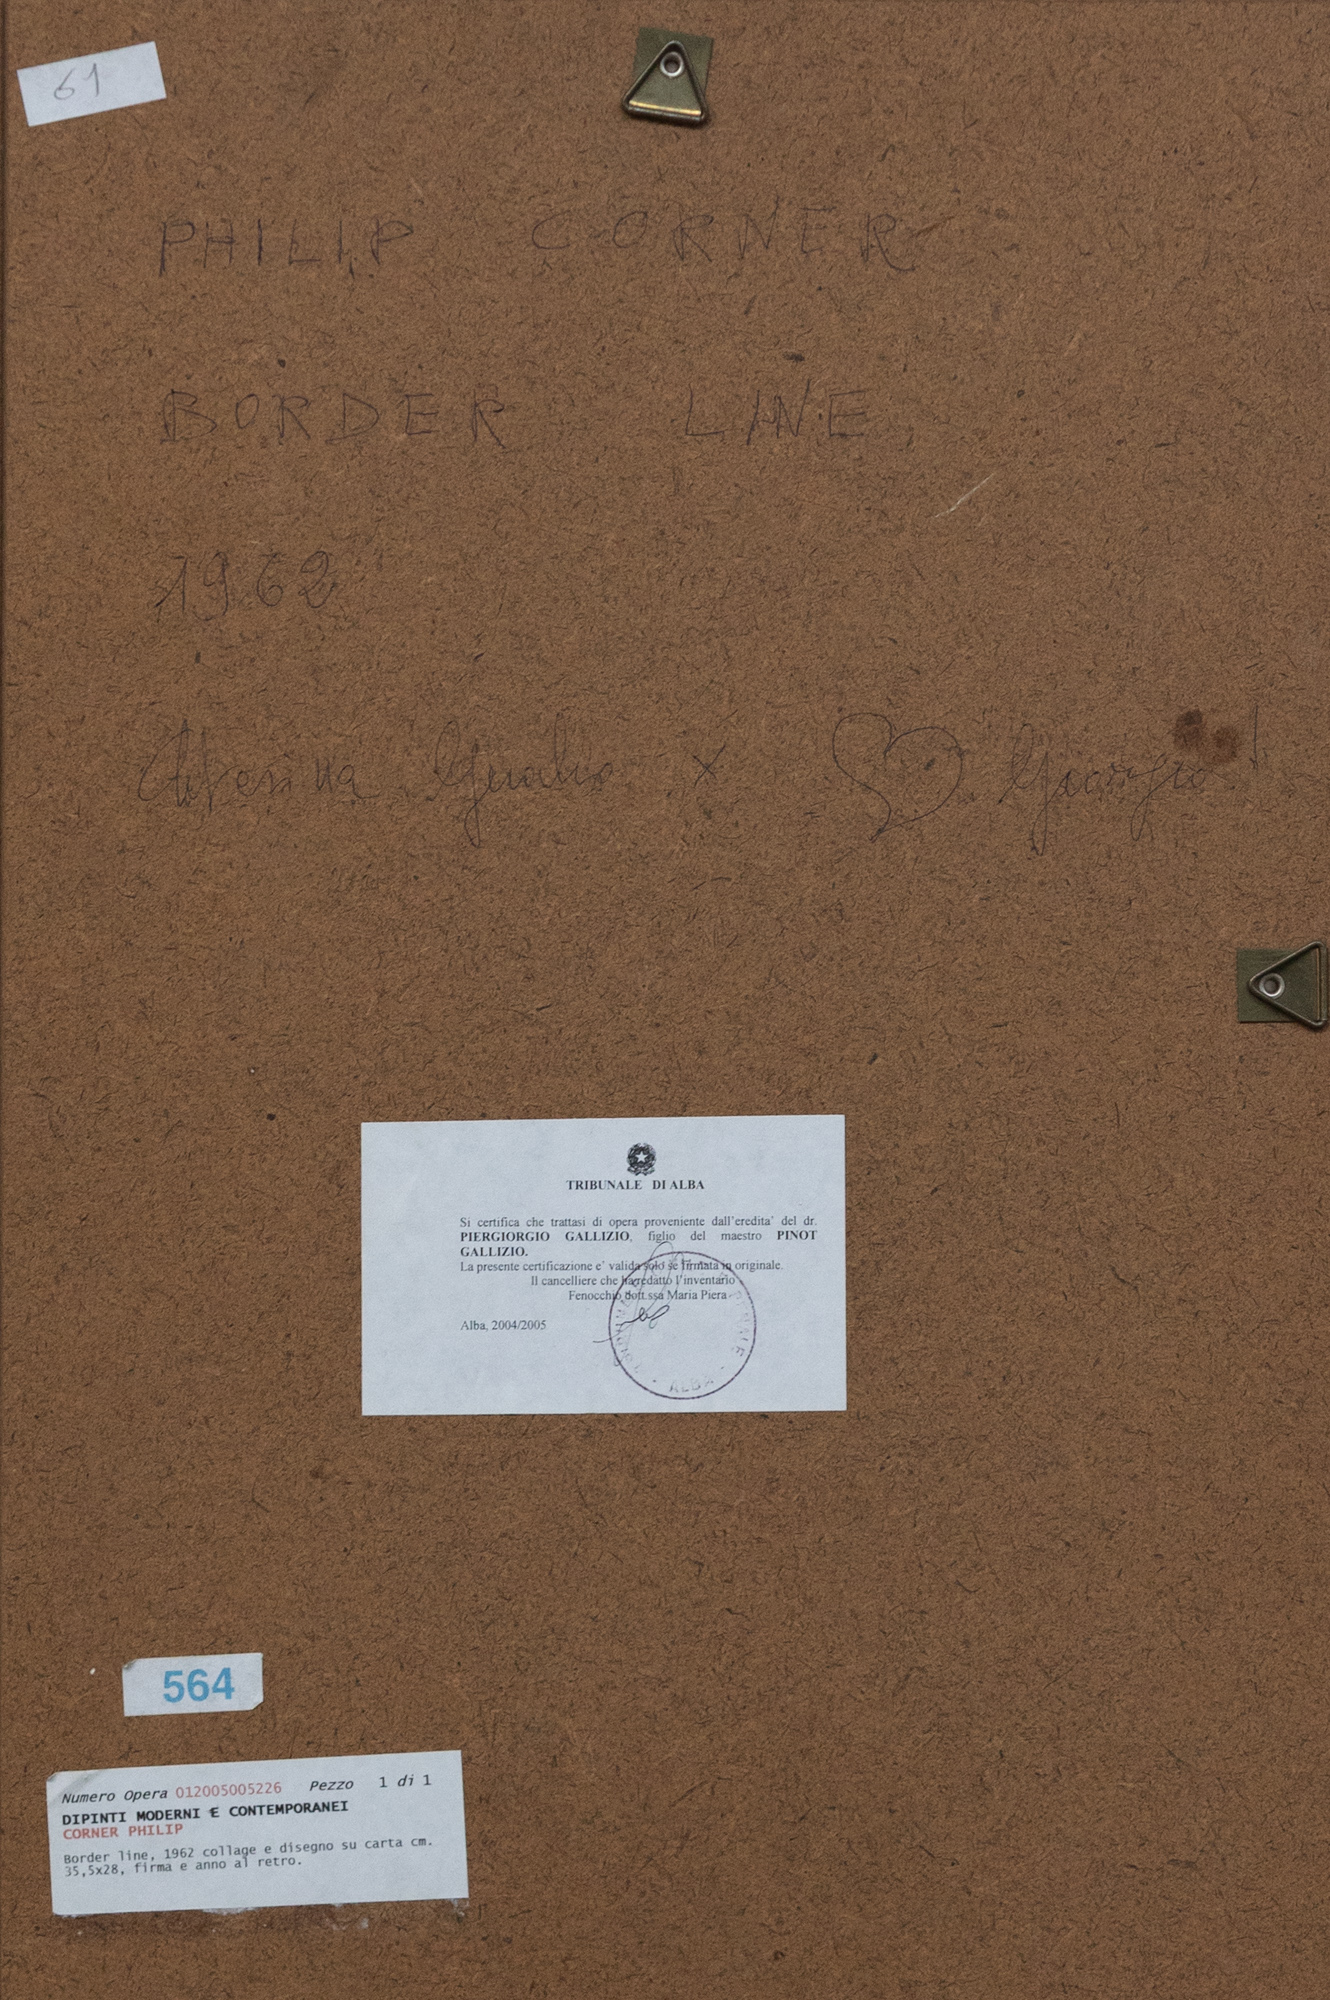 61
PHILIP CORNER
BORDER LINE
1962
x Giorgio!
TRIBUNALE DI ALBA
Si certifica che trattasi di opera proveniente dall'eredita' del dr.
PIERGIORGIO GALLIZIO, figlio del maestro PINOT
GALLIZIO.
La presente certificazione e' valida solo se firmata in originale.
Il cancelliere che ha redatto l'inventario
Fenocchio dott.ssa Maria Piera
Alba, 2004/2005
ALBA
564
Numero Opera 012005005226 Pezzo 1 di 1
DIPINTI MODERNI E CONTEMPORANEI
CORNER PHILIP
Border line, 1962 collage e disegno su carta cm.
35,5x28, firma e anno al retro.